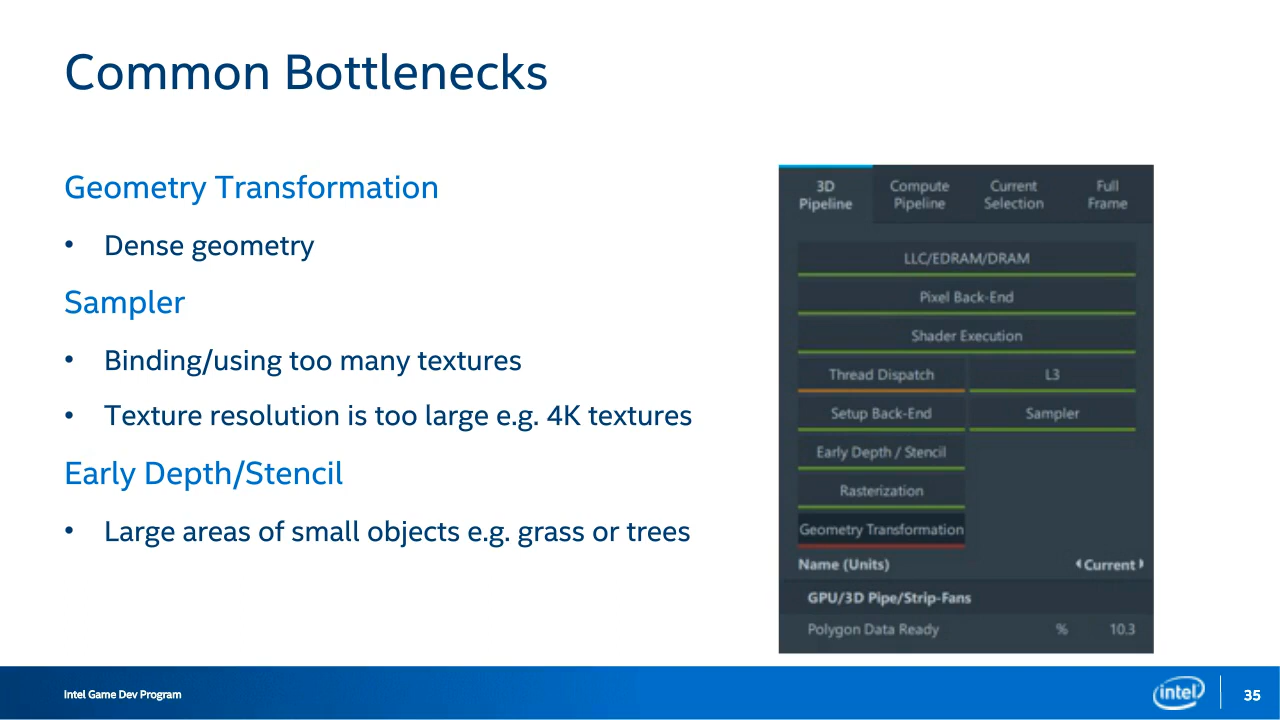 Common Bottlenecks
Geometry Transformation
• Dense geometry
Sampler
• Binding/using too many textures
• Texture resolution is too large e.g. 4K textures
Early Depth/Stencil
• Large areas of small objects e.g. grass or trees
3D Pipeline
Compute Pipeline
Current Selection
Full Frame
LLC/EDRAM/DRAM
Pixel Back-End
Shader Execution
Thread Dispatch
L3
Setup Back-End
Sampler
Early Depth / Stencil
Rasterization
Geometry Transformation
Name (Units)
Current
GPU/3D Pipe/Strip-Fans
Polygon Data Ready % 10.3
Intel Game Dev Program
intel
35